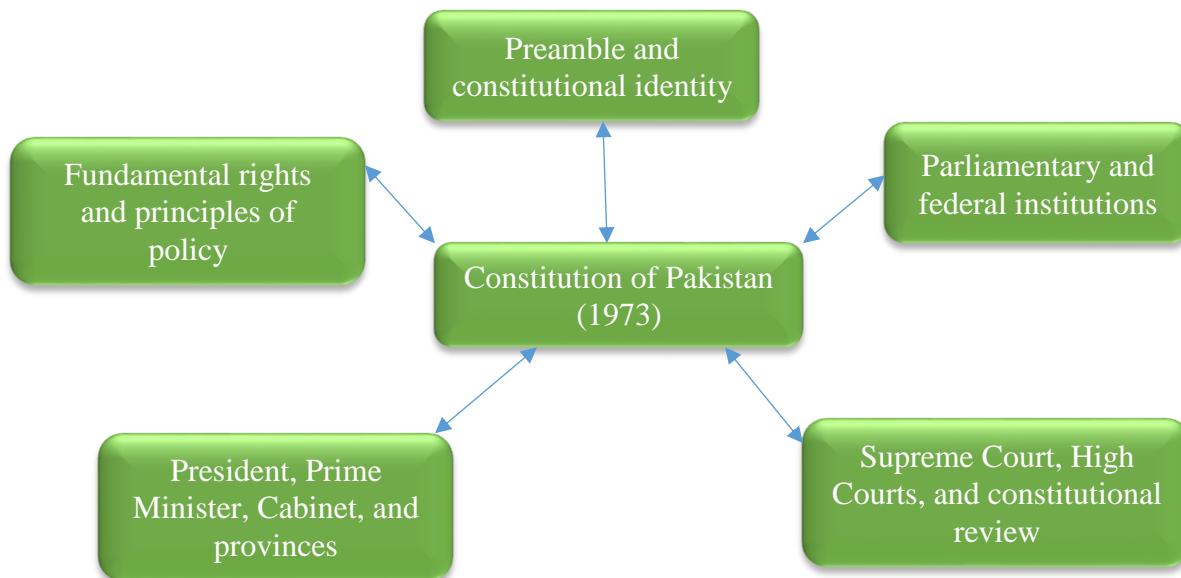 Preamble and
constitutional identity
Fundamental rights
and principles of
policy
Parliamentary and
federal institutions
Constitution of Pakistan
(1973)
President, Prime
Minister, Cabinet, and
provinces
Supreme Court, High
Courts, and constitutional
review